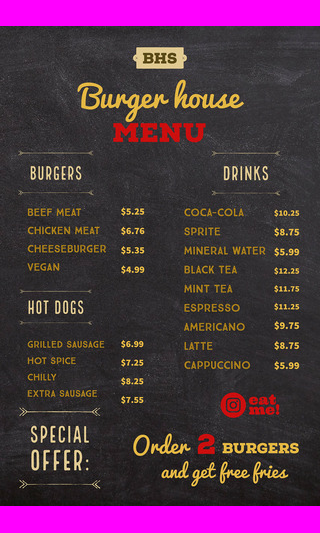 BHS
Burger house
MENU
BURGERS
BEEF MEAT $5.25
CHICKEN MEAT $6.76
CHEESEBURGER $5.35
VEGAN $4.99
HOT DOGS
GRILLED SAUSAGE $6.99
HOT SPICE $7.25
CHILLY $8.25
EXTRA SAUSAGE $7.55
DRINKS
COCA-COLA $10.25
SPRITE $8.75
MINERAL WATER $5.99
BLACK TEA $12.25
MINT TEA $11.75
ESPRESSO $11.25
AMERICANO $9.75
LATTE $8.75
CAPPUCCINO $5.99
eat
me!
SPECIAL
OFFER:
Order 2 BURGERS
and get free fries